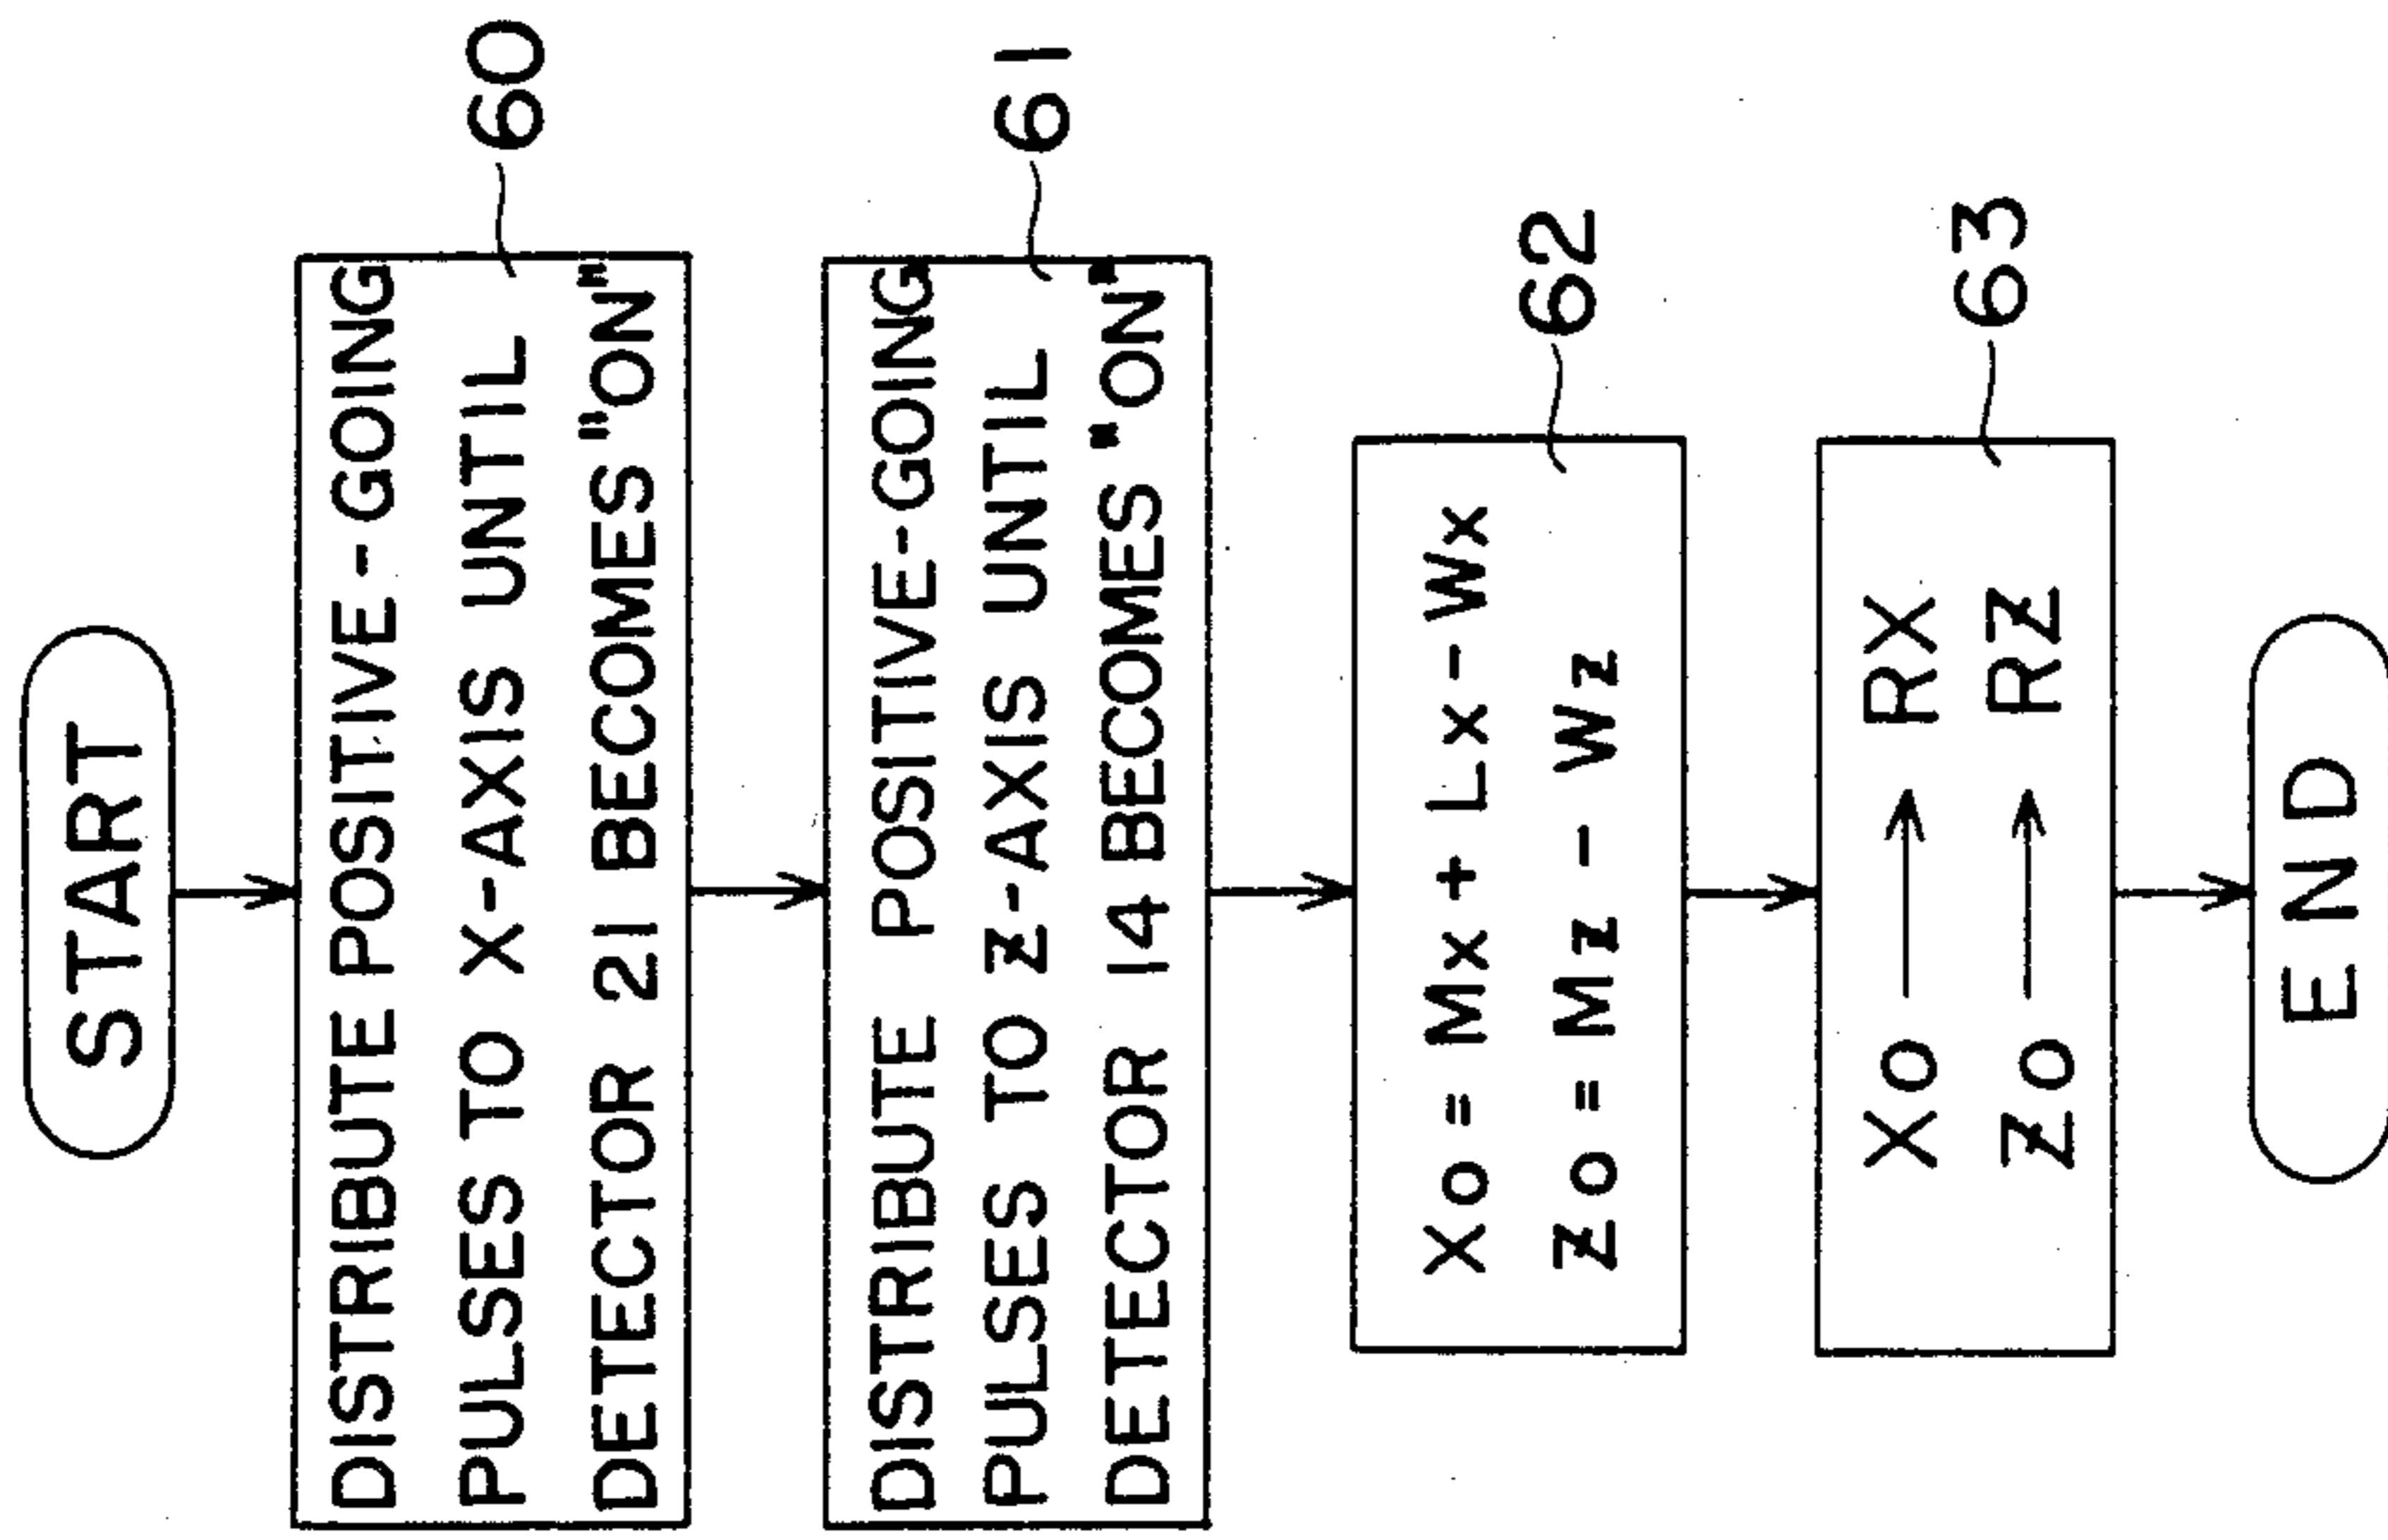 START
DISTRIBUTE POSITIVE-GOING
PULSES TO X-AXIS UNTIL
DETECTOR 21 BECOMES "ON"
60
DISTRIBUTE POSITIVE-GOING
PULSES TO Z-AXIS UNTIL
DETECTOR 14 BECOMES "ON"
61
Xo = Mx + Lx - Wx
Zo = Mz - Wz
62
XO → RX
ZO → RZ
63
END